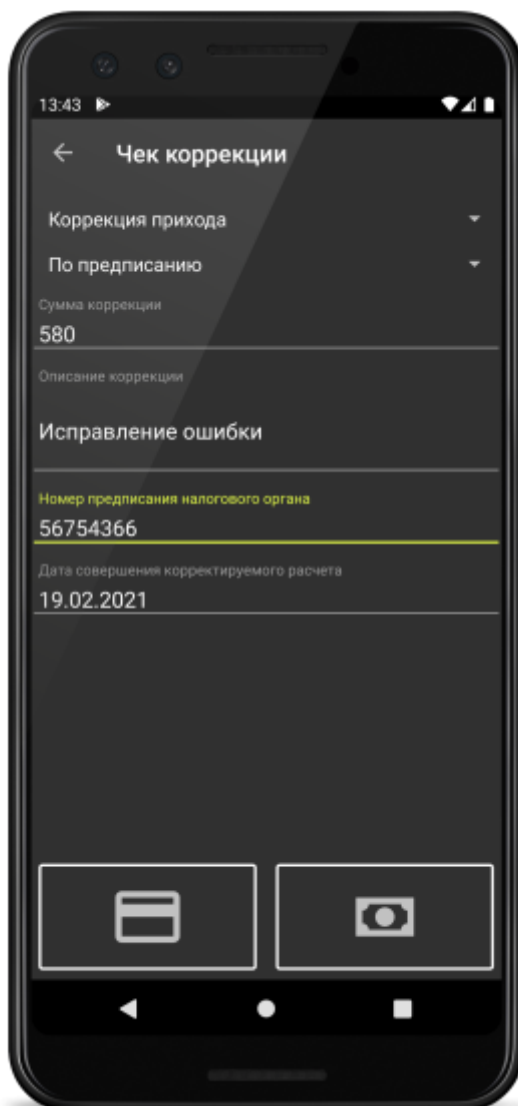 13:43
Чек коррекции
Коррекция прихода
По предписанию
Сумма коррекции
580
Описание коррекции
Исправление ошибки
Номер предписания налогового органа
56754366
Дата совершения корректируемого расчета
19.02.2021